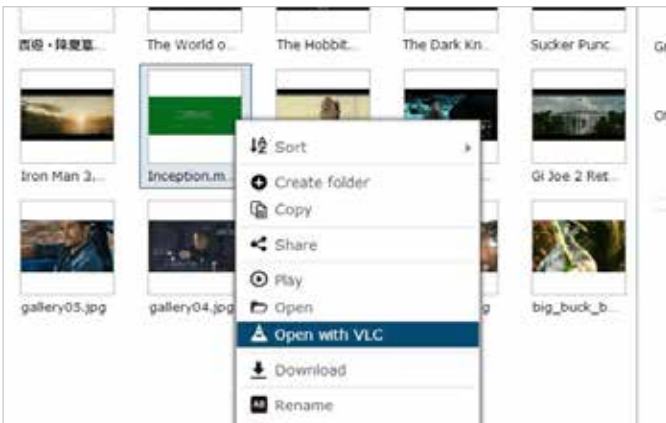 西遊·降魔篇...
The World o...
The Hobbit...
The Dark Kn...
Sucker Punc...
Iron Man 3...
Inception.m...
GI Joe 2 Ret...
gallery05.jpg
gallery04.jpg
big_buck_b...
Sort
Create folder
Copy
Share
Play
Open
Open with VLC
Download
Rename